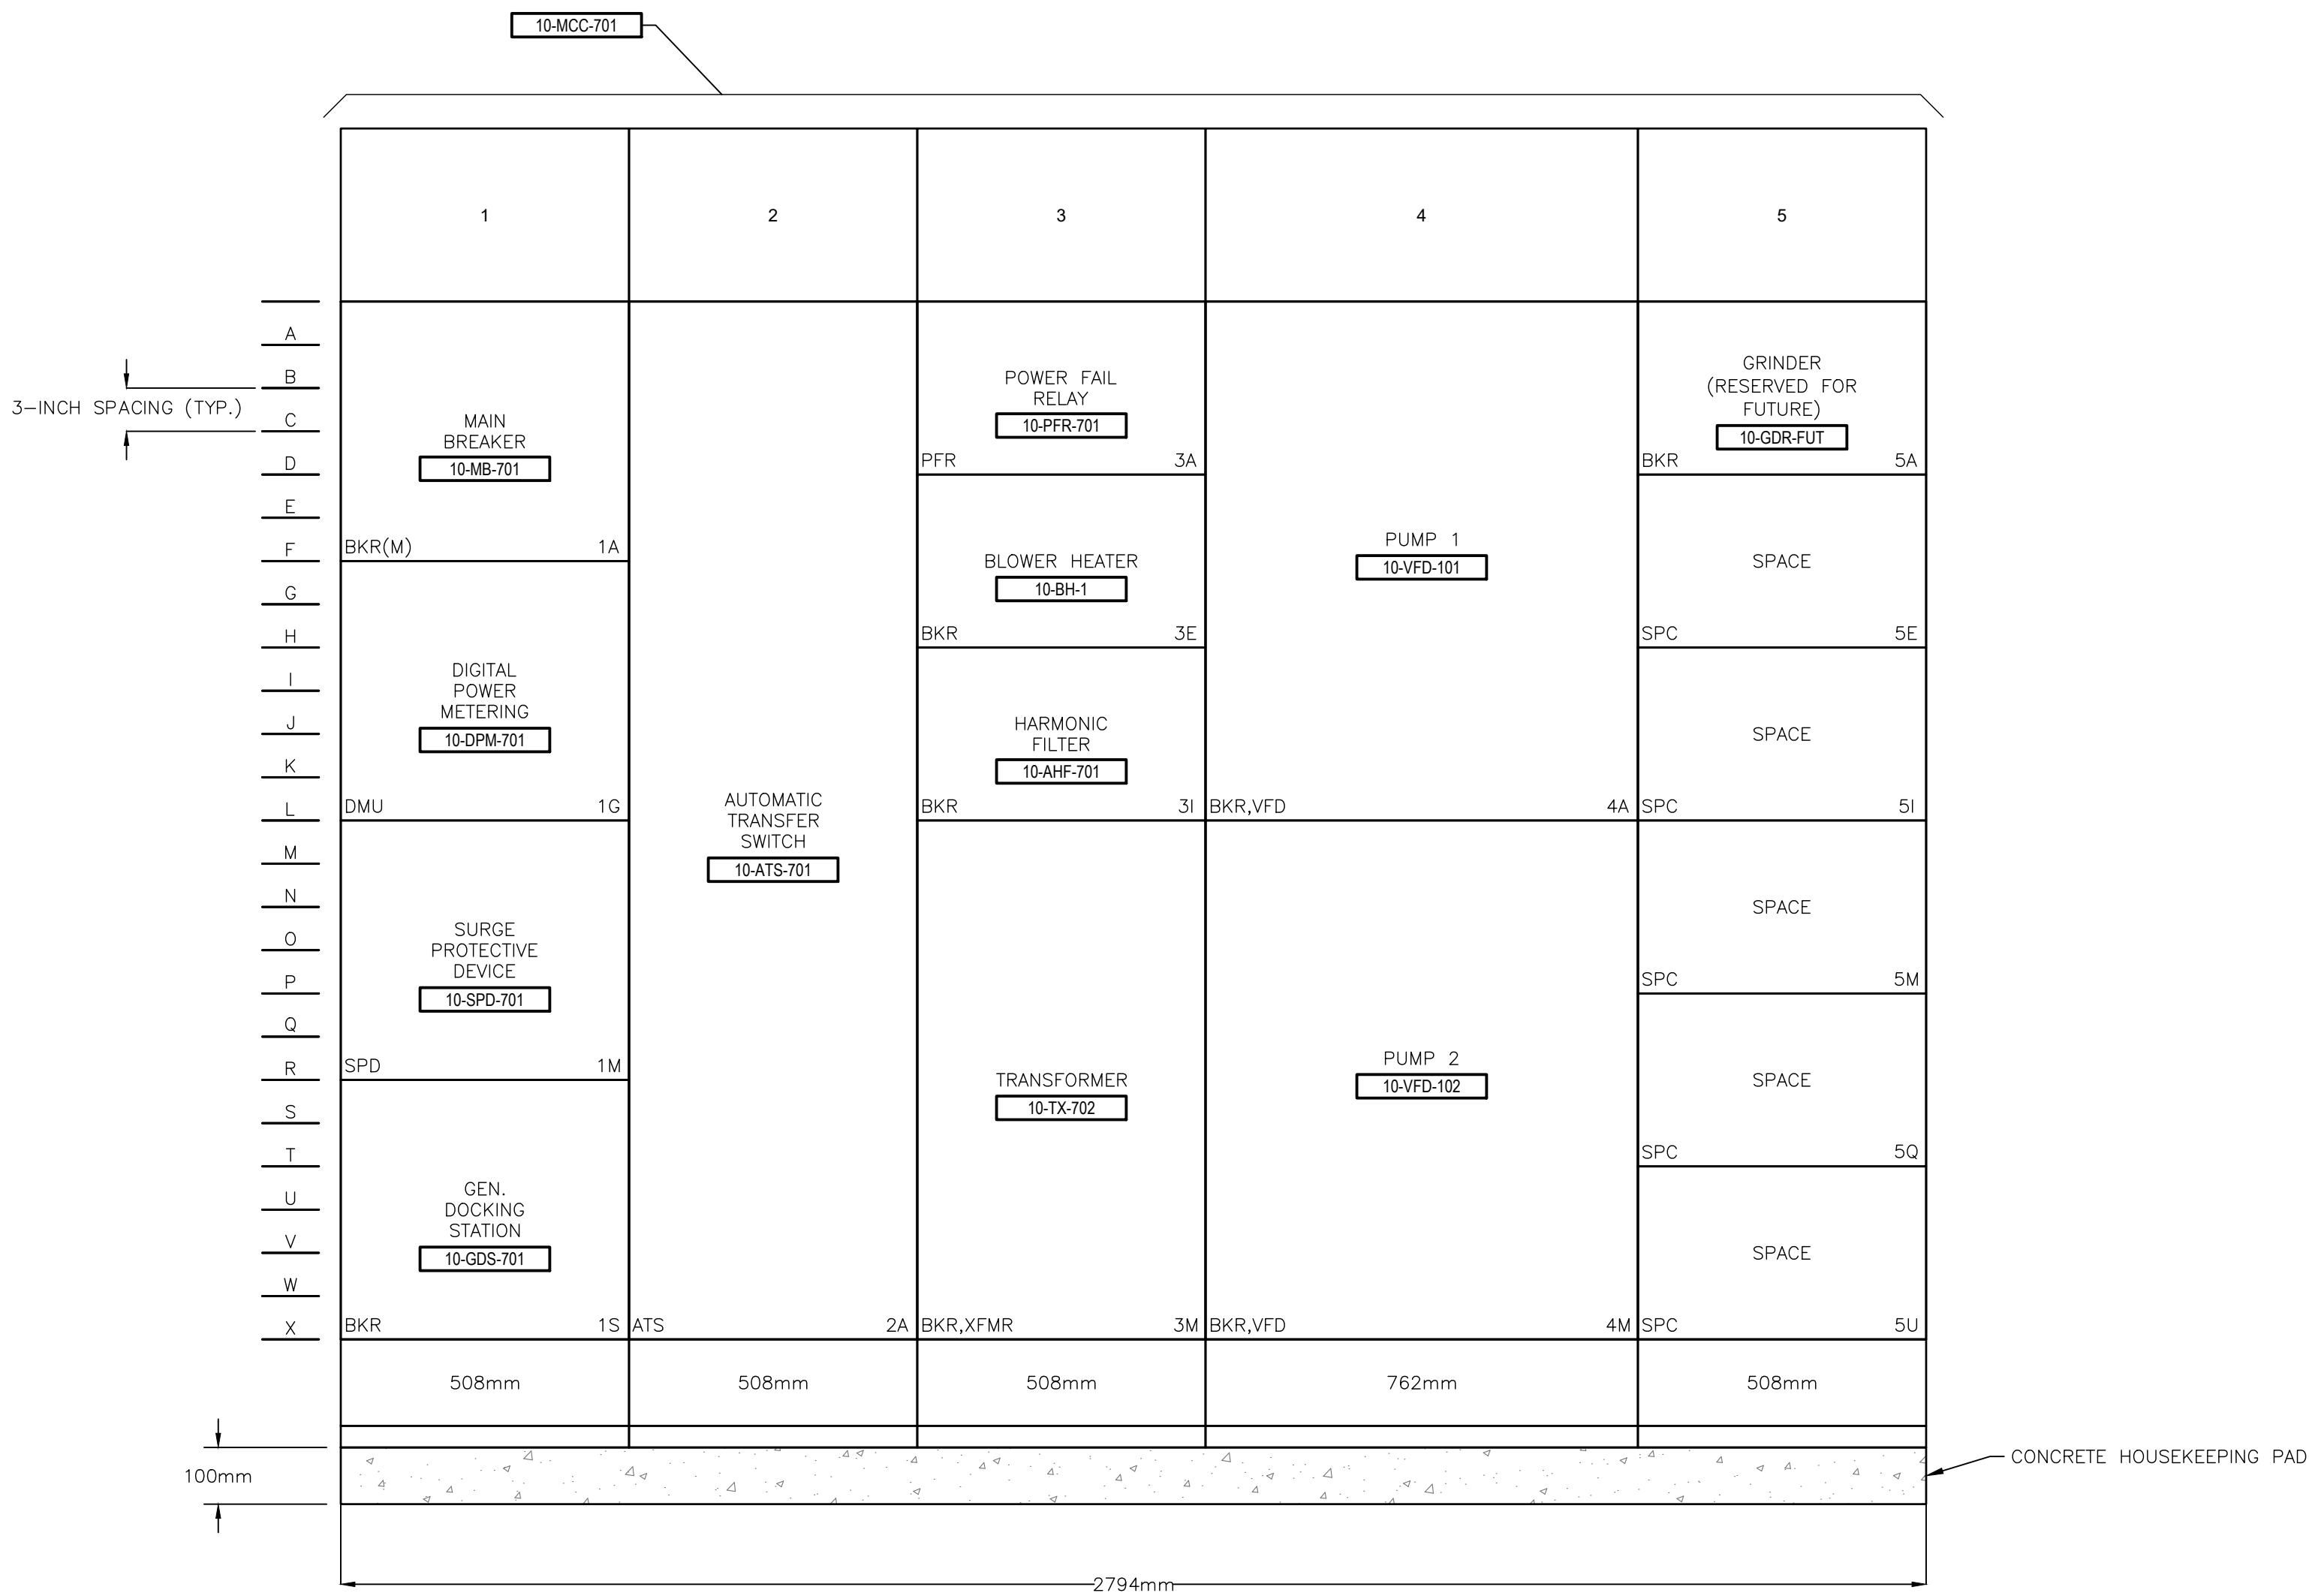 10-MCC-701
1
2
3
4
5
A
B
C
D
E
F
G
H
I
J
K
L
M
N
O
P
Q
R
S
T
U
V
W
X
3-INCH SPACING (TYP.)
MAIN
BREAKER
10-MB-701
BKR(M) 1A
DIGITAL
POWER
METERING
10-DPM-701
DMU 1G
SURGE
PROTECTIVE
DEVICE
10-SPD-701
SPD 1M
GEN.
DOCKING
STATION
10-GDS-701
BKR 1S
AUTOMATIC
TRANSFER
SWITCH
10-ATS-701
ATS 2A
POWER FAIL
RELAY
10-PFR-701
PFR 3A
BLOWER HEATER
10-BH-1
BKR 3E
HARMONIC
FILTER
10-AHF-701
BKR 3I
TRANSFORMER
10-TX-702
BKR,XFMR 3M
PUMP 1
10-VFD-101
BKR,VFD 4A
PUMP 2
10-VFD-102
BKR,VFD 4M
GRINDER
(RESERVED FOR
FUTURE)
10-GDR-FUT
BKR 5A
SPACE
SPC 5E
SPACE
SPC 5I
SPACE
SPC 5M
SPACE
SPC 5Q
SPACE
SPC 5U
508mm
508mm
508mm
762mm
508mm
100mm
CONCRETE HOUSEKEEPING PAD
2794mm